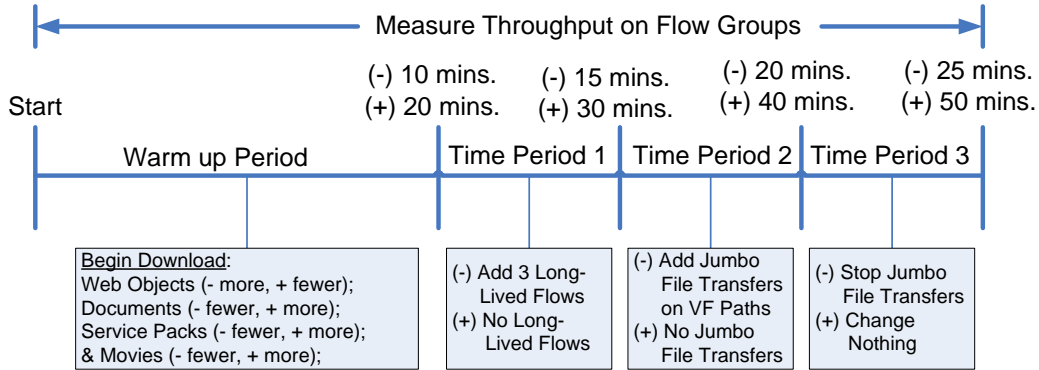 Measure Throughput on Flow Groups
(-) 10 mins.
(+) 20 mins.
(-) 15 mins.
(+) 30 mins.
(-) 20 mins.
(+) 40 mins.
(-) 25 mins.
(+) 50 mins.
Start
Warm up Period
Time Period 1
Time Period 2
Time Period 3
Begin Download:
Web Objects (- more, + fewer);
Documents (- fewer, + more);
Service Packs (- fewer, + more);
& Movies (- fewer, + more);
(-) Add 3 Long-
Lived Flows
(+) No Long-
Lived Flows
(-) Add Jumbo
File Transfers
on VF Paths
(+) No Jumbo
File Transfers
(-) Stop Jumbo
File Transfers
(+) Change
Nothing